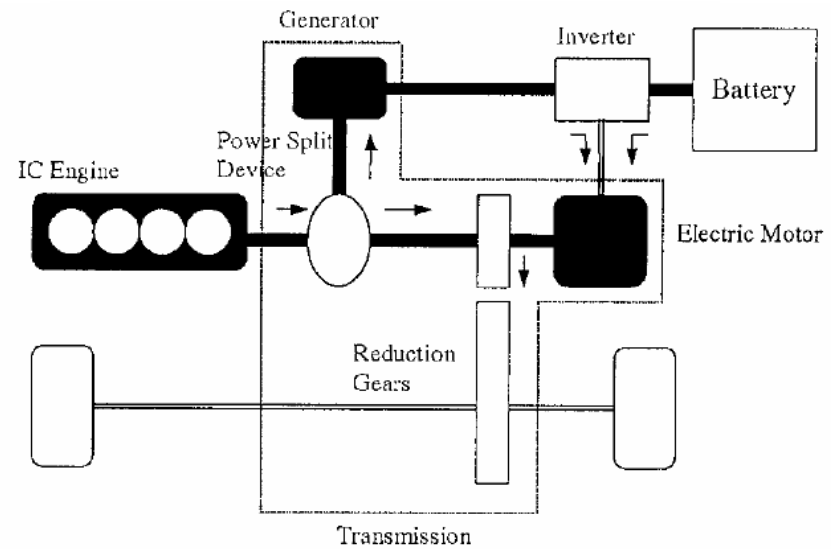 Generator
Inverter
Battery
Power Split
Device
IC Engine
Electric Motor
Reduction
Gears
Transmission